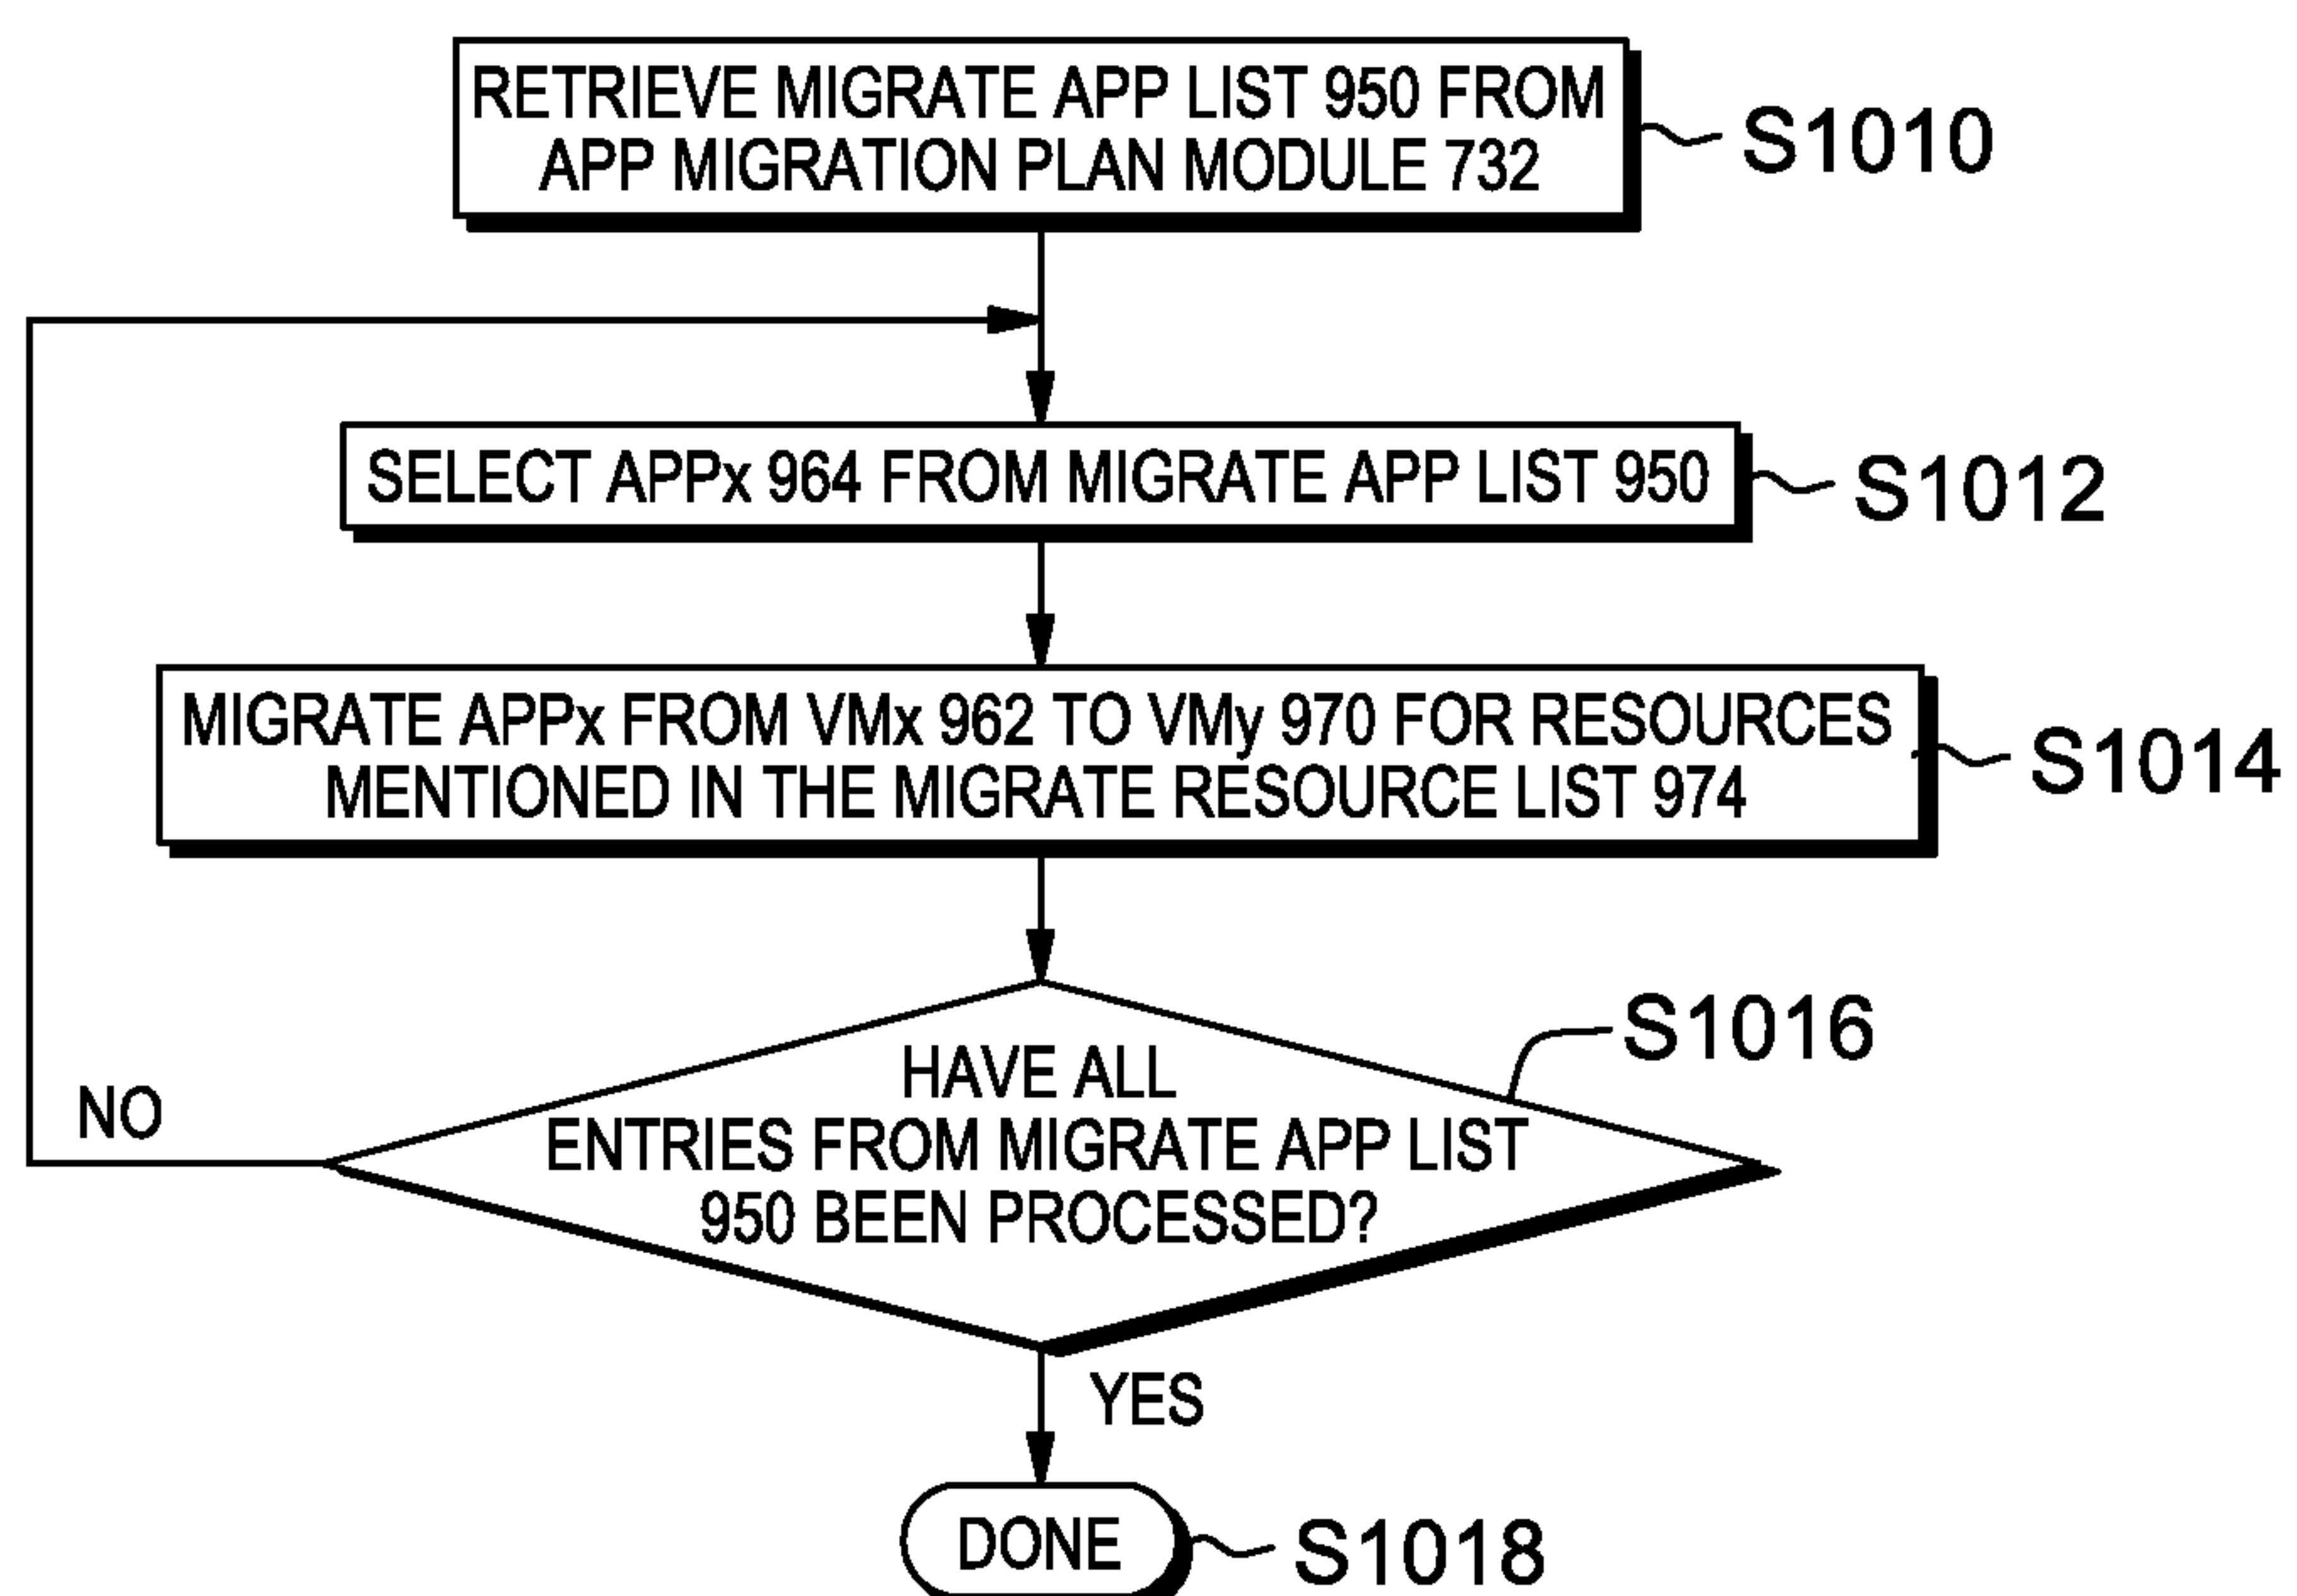 RETRIEVE MIGRATE APP LIST 950 FROM
APP MIGRATION PLAN MODULE 732
S1010
SELECT APPx 964 FROM MIGRATE APP LIST 950
S1012
MIGRATE APPx FROM VMx 962 TO VMy 970 FOR RESOURCES
MENTIONED IN THE MIGRATE RESOURCE LIST 974
S1014
HAVE ALL
ENTRIES FROM MIGRATE APP LIST
950 BEEN PROCESSED?
S1016
NO
YES
DONE
S1018